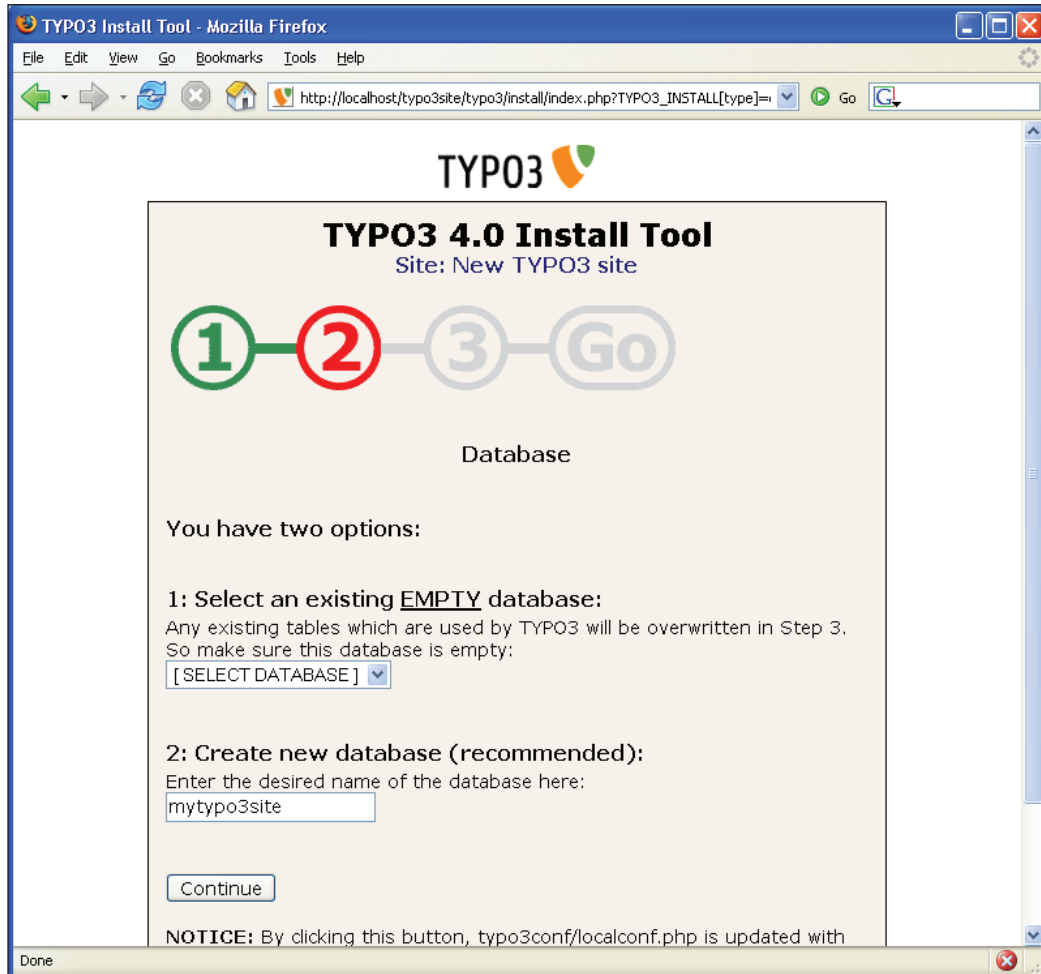 TYPO3 Install Tool - Mozilla Firefox
File Edit View Go Bookmarks Tools Help
http://localhost/typo3site/typo3/install/index.php?TYPO3_INSTALL[type]= Go G
TYPO3
TYPO3 4.0 Install Tool
Site: New TYPO3 site
1 2 3 Go
Database
You have two options:
1: Select an existing EMPTY database:
Any existing tables which are used by TYPO3 will be overwritten in Step 3.
So make sure this database is empty:
[ SELECT DATABASE ]
2: Create new database (recommended):
Enter the desired name of the database here:
mytypo3site
Continue
NOTICE: By clicking this button, typo3conf/localconf.php is updated with
Done